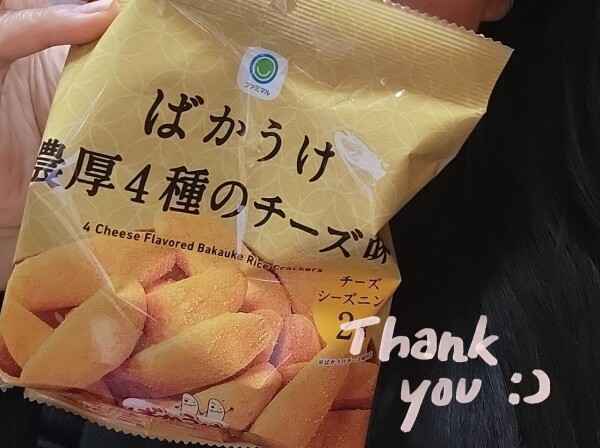 ファミマル
ばかうけ
濃厚4種のチーズ味
4 Cheese Flavored Bakauke Rice Crackers
チーズ
シーズニン
2
Thank
you :)